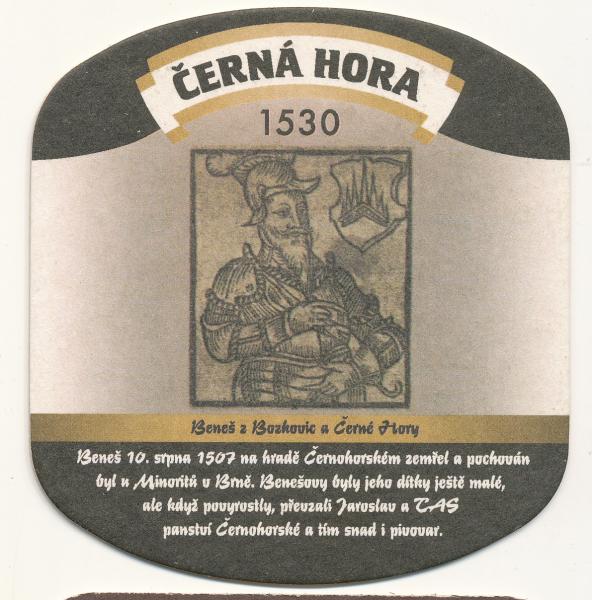 ČERNÁ HORA
1530
Beneš z Bozkovic a Černé Hory
Beneš 10. srpna 1507 na hradě Černohorském zemřel a pochován
byl u Minoritů v Brně. Benešovy byly jeho dítky ještě malé,
ale když povyrostly, převzali Jaroslav a TAS
panství Černohorské a tím snad i pivovar.